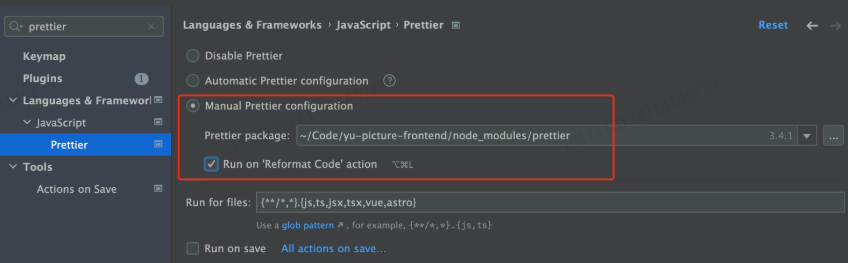 prettier
Languages & Frameworks › JavaScript › Prettier
Reset
Keymap
Plugins
1
Languages & Framework
JavaScript
Prettier
Tools
Actions on Save
Disable Prettier
Automatic Prettier configuration
Manual Prettier configuration
Prettier package: ~/Code/yu-picture-frontend/node_modules/prettier 3.4.1 ...
Run on 'Reformat Code' action ⌥⌘L
Run for files: {**/*,*}.{js,ts,jsx,tsx,vue,astro}
Use a glob pattern ↗ , for example, {**/*,*}.{js,ts}
Run on save All actions on save...